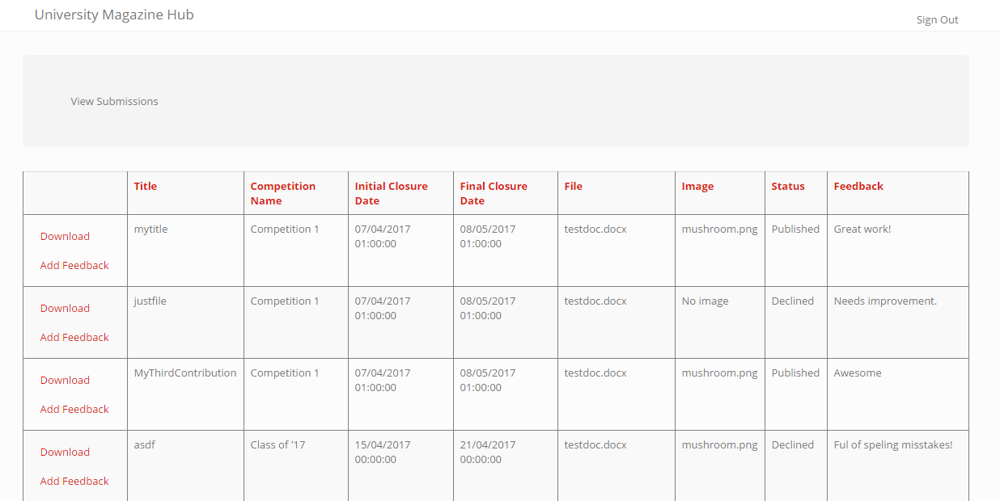 University Magazine Hub
Sign Out
View Submissions
Title
Competition Name
Initial Closure Date
Final Closure Date
File
Image
Status
Feedback
Download
Add Feedback
mytitle
Competition 1
07/04/2017
01:00:00
08/05/2017
01:00:00
testdoc.docx
mushroom.png
Published
Great work!
Download
Add Feedback
justfile
Competition 1
07/04/2017
01:00:00
08/05/2017
01:00:00
testdoc.docx
No image
Declined
Needs improvement.
Download
Add Feedback
MyThirdContribution
Competition 1
07/04/2017
01:00:00
08/05/2017
01:00:00
testdoc.docx
mushroom.png
Published
Awesome
Download
Add Feedback
asdf
Class of '17
15/04/2017
00:00:00
21/04/2017
00:00:00
testdoc.docx
mushroom.png
Declined
Ful of speling misstakes!